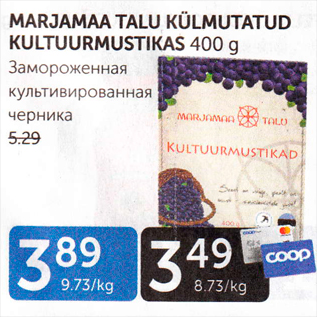 MARJAMAA TALU KÜLMUTATUD
KULTUURMUSTIKAS 400 g
Замороженная
культивированная
черника
5.29
MARJAMAA TALU
KULTUURMUSTIKAD
3 89
9.73/kg
3 49
8.73/kg
coop